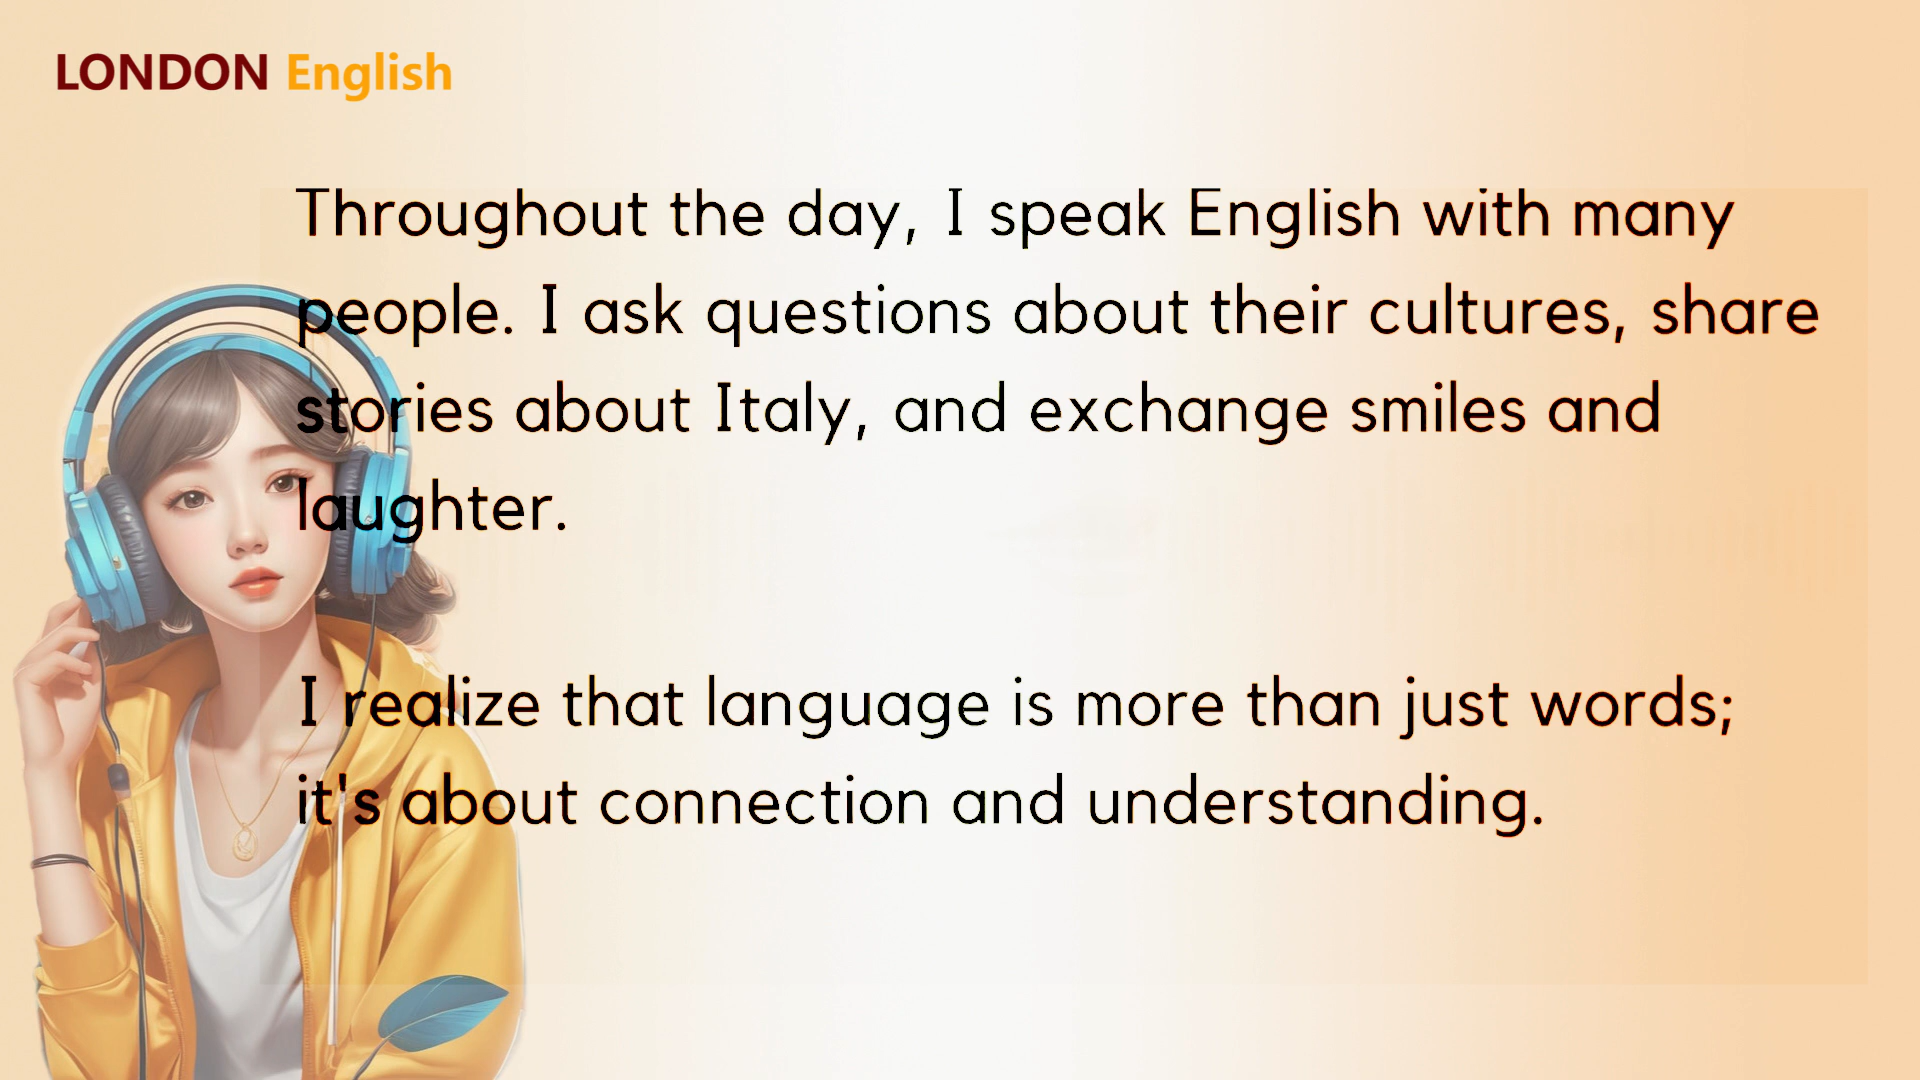 LONDON English
Throughout the day, I speak English with many
people. I ask questions about their cultures, share
stories about Italy, and exchange smiles and
laughter.
I realize that language is more than just words;
it's about connection and understanding.